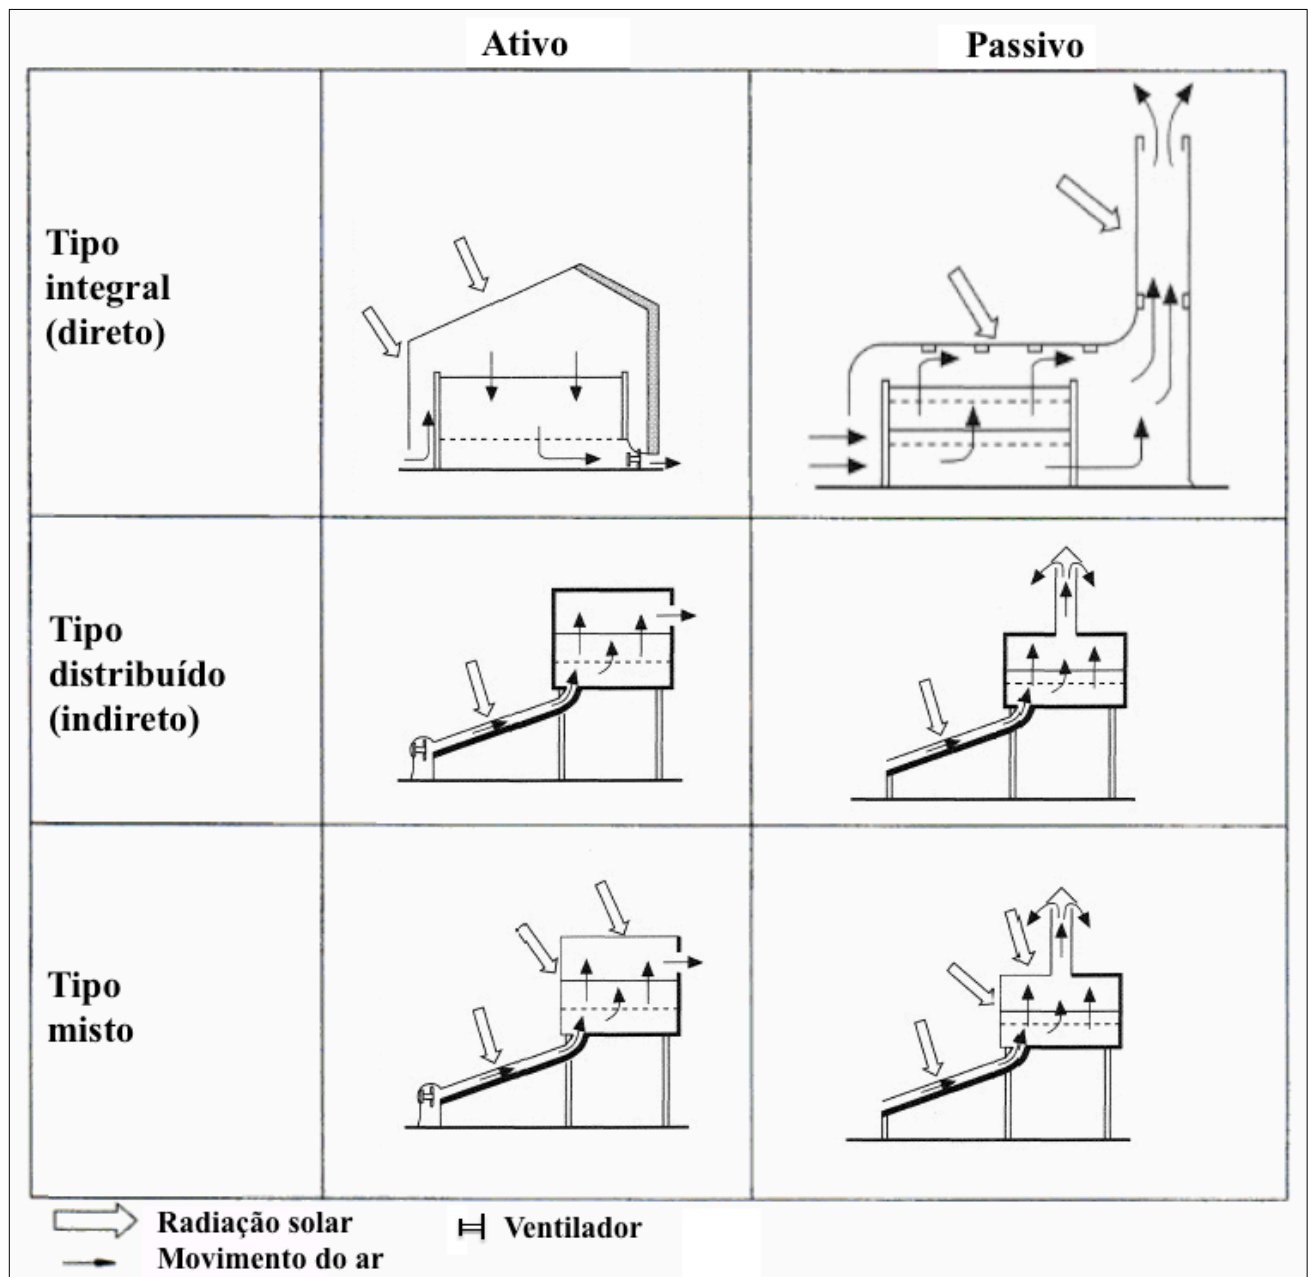 Ativo
Passivo
Tipo
integral
(direto)
Tipo
distribuído
(indireto)
Tipo
misto
Radiação solar
Ventilador
Movimento do ar